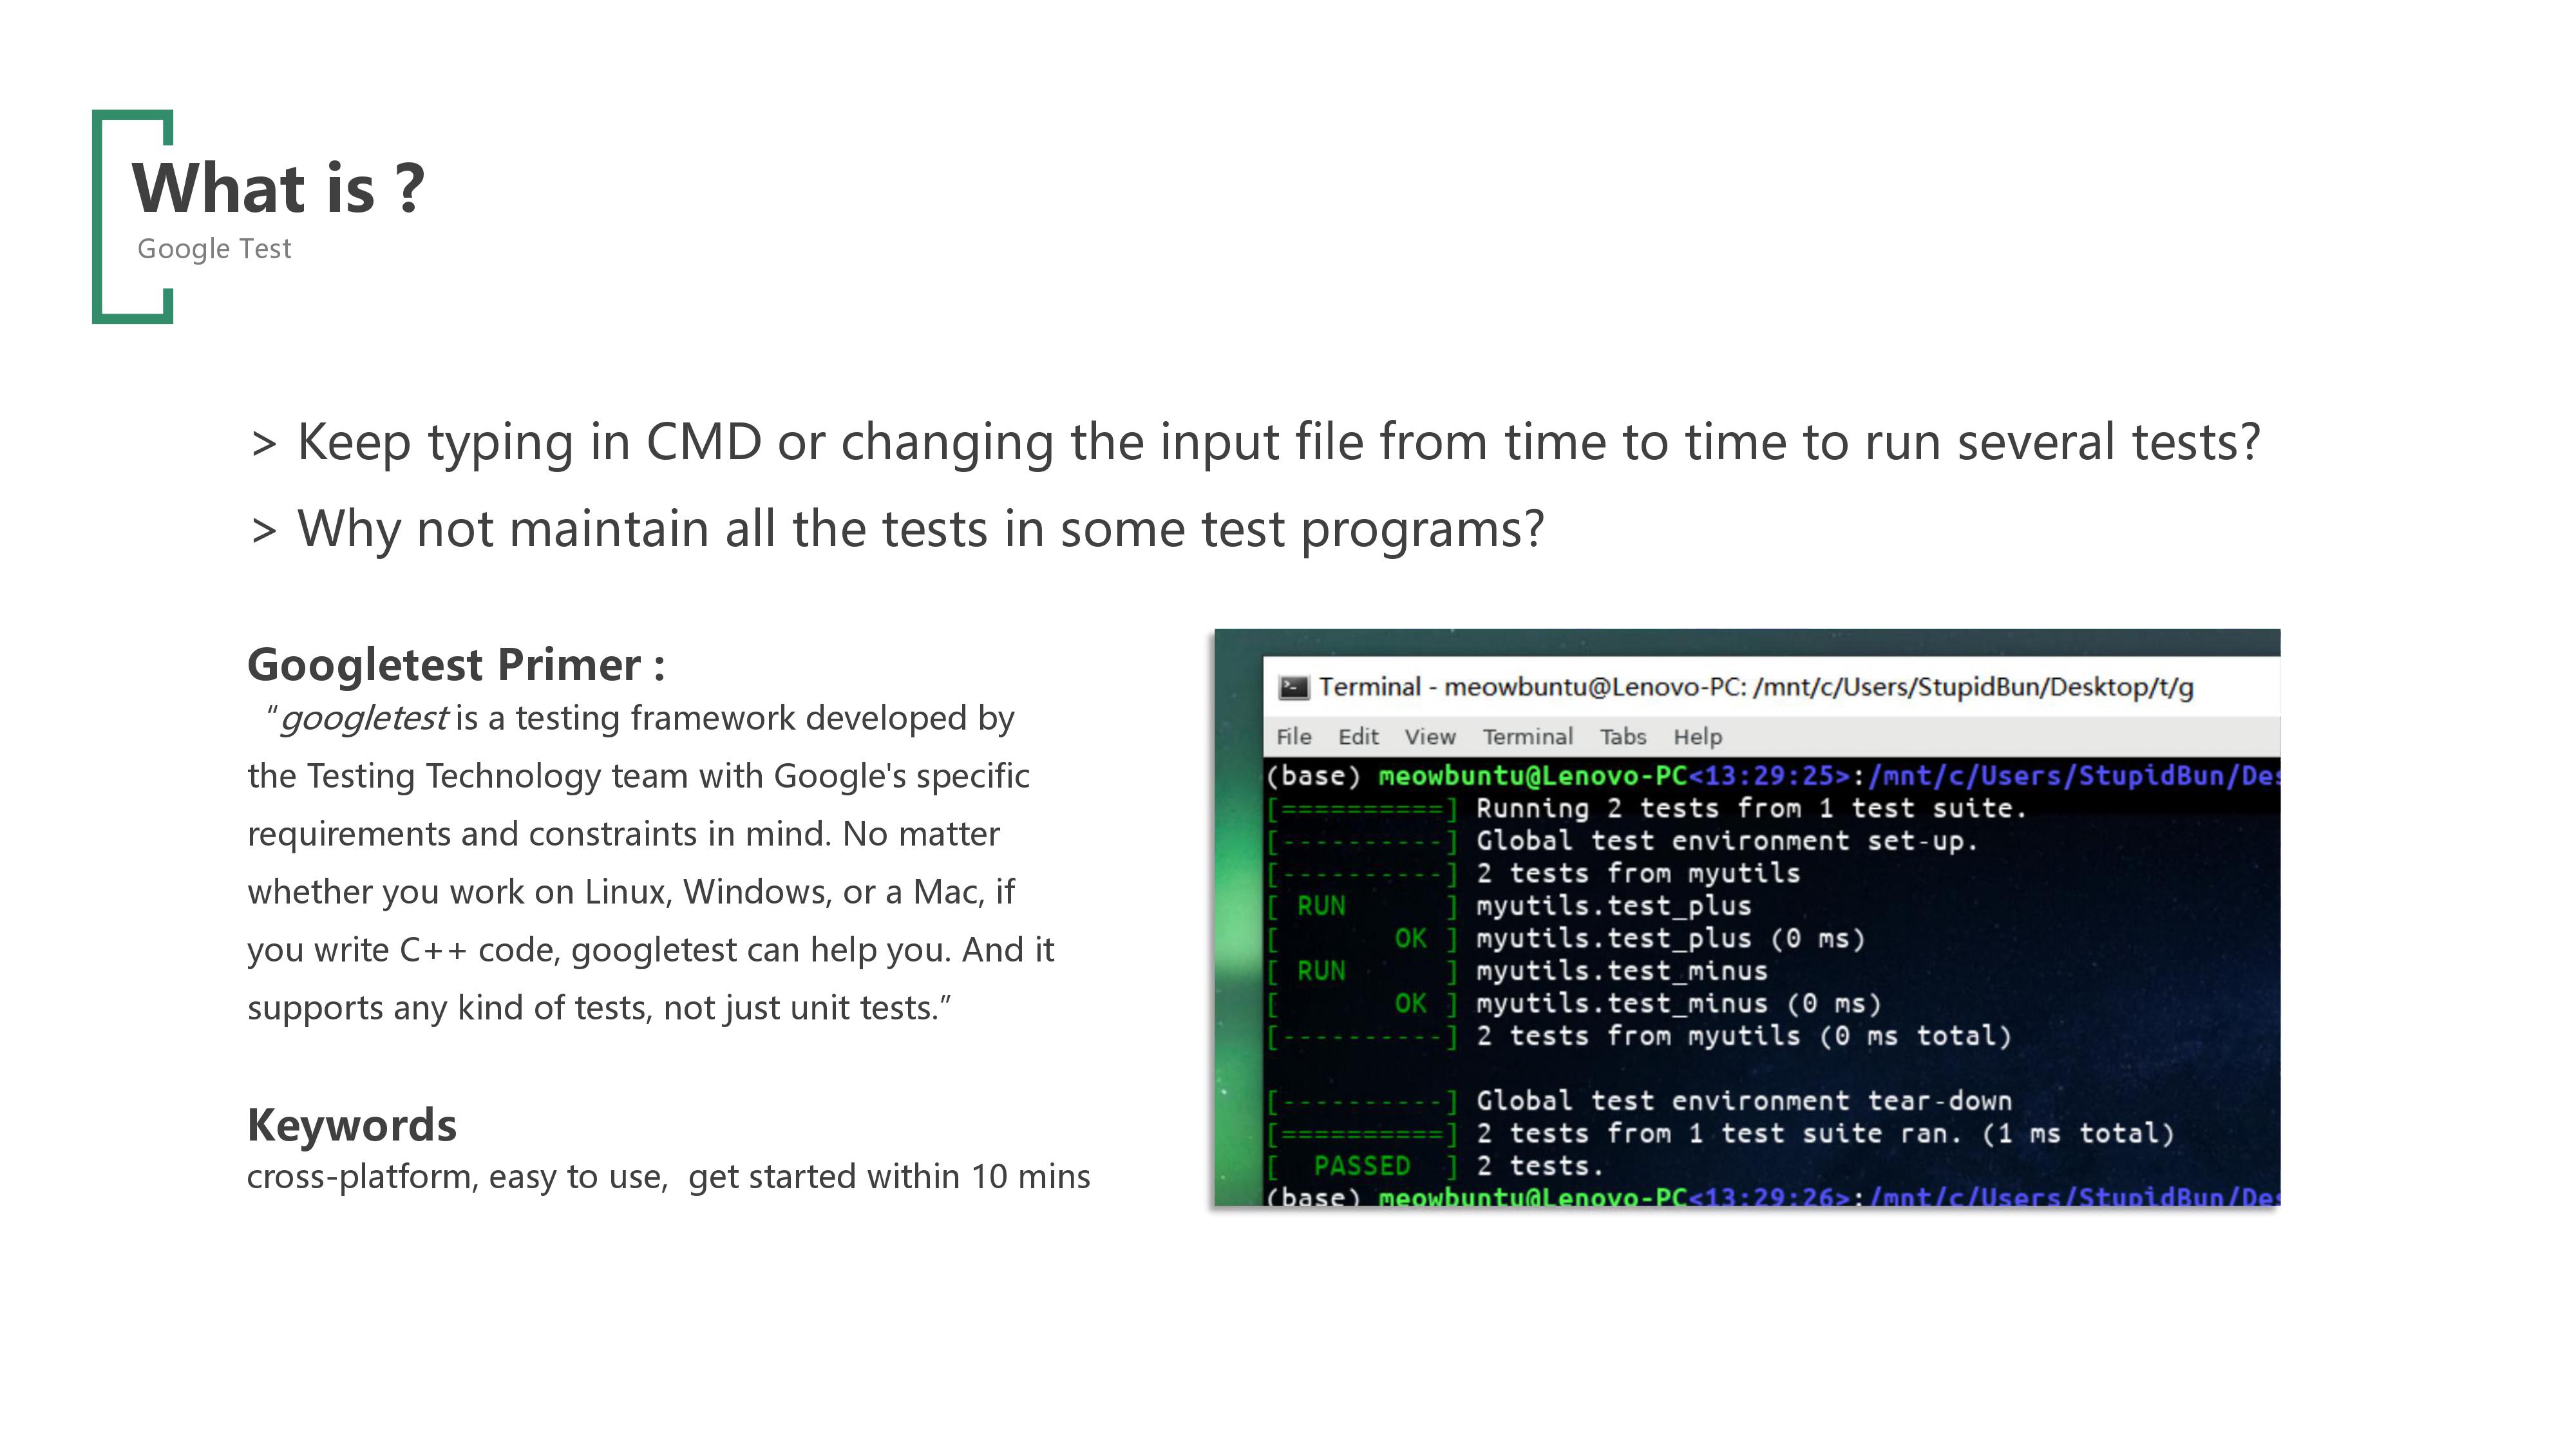 What is ?
Google Test
> Keep typing in CMD or changing the input file from time to time to run several tests?
> Why not maintain all the tests in some test programs?
Googletest Primer :
“googletest is a testing framework developed by
the Testing Technology team with Google's specific
requirements and constraints in mind. No matter
whether you work on Linux, Windows, or a Mac, if
you write C++ code, googletest can help you. And it
supports any kind of tests, not just unit tests.”
Keywords
cross-platform, easy to use,  get started within 10 mins
Terminal - meowbuntu@Lenovo-PC: /mnt/c/Users/StupidBun/Desktop/t/g
File Edit View Terminal Tabs Help
(base) meowbuntu@Lenovo-PC<13:29:25>:/mnt/c/Users/StupidBun/Des
[==========] Running 2 tests from 1 test suite.
[----------] Global test environment set-up.
[----------] 2 tests from myutils
[ RUN      ] myutils.test_plus
[       OK ] myutils.test_plus (0 ms)
[ RUN      ] myutils.test_minus
[       OK ] myutils.test_minus (0 ms)
[----------] 2 tests from myutils (0 ms total)
[----------] Global test environment tear-down
[==========] 2 tests from 1 test suite ran. (1 ms total)
[  PASSED  ] 2 tests.
(base) meowbuntu@Lenovo-PC<13:29:26>:/mnt/c/Users/StupidBun/Des